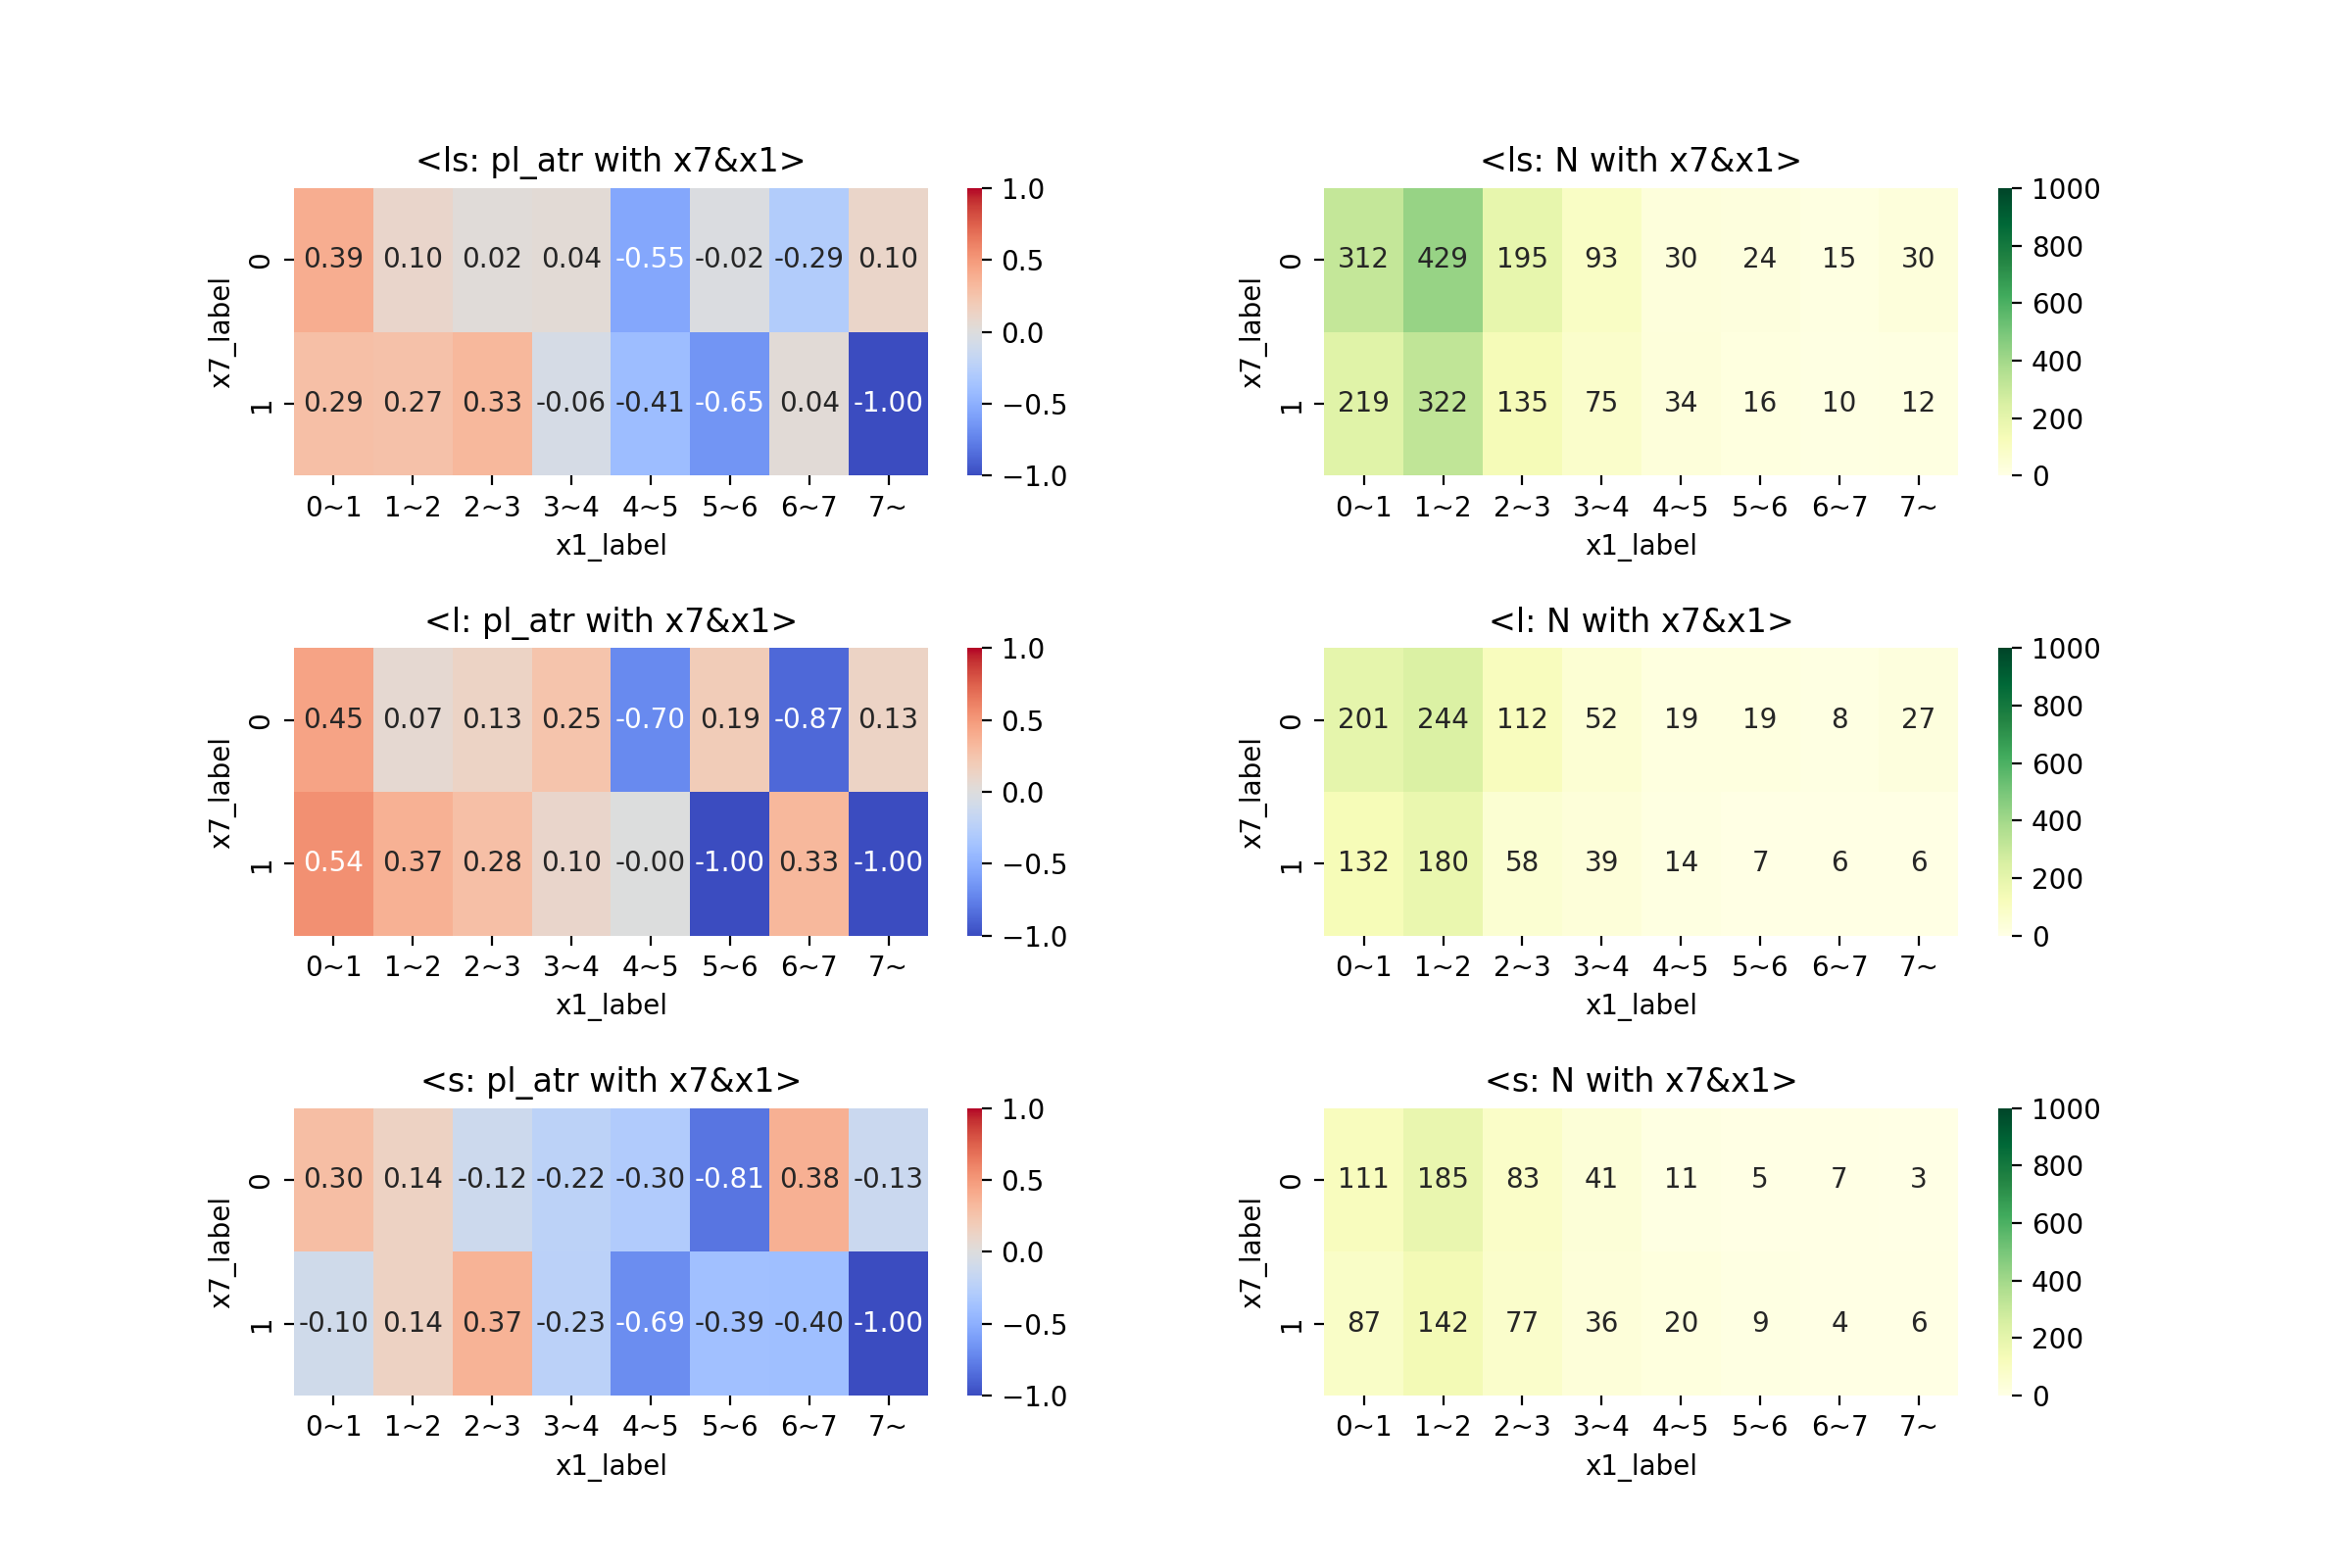 <ls: pl_atr with x7&x1>
x7_label
0 0.39 0.10 0.02 0.04 -0.55 -0.02 -0.29 0.10
1 0.29 0.27 0.33 -0.06 -0.41 -0.65 0.04 -1.00
0~1 1~2 2~3 3~4 4~5 5~6 6~7 7~
x1_label
1.0
0.5
0.0
−0.5
−1.0
<ls: N with x7&x1>
x7_label
0 312 429 195 93 30 24 15 30
1 219 322 135 75 34 16 10 12
0~1 1~2 2~3 3~4 4~5 5~6 6~7 7~
x1_label
1000
800
600
400
200
0
<l: pl_atr with x7&x1>
x7_label
0 0.45 0.07 0.13 0.25 -0.70 0.19 -0.87 0.13
1 0.54 0.37 0.28 0.10 -0.00 -1.00 0.33 -1.00
0~1 1~2 2~3 3~4 4~5 5~6 6~7 7~
x1_label
1.0
0.5
0.0
−0.5
−1.0
<l: N with x7&x1>
x7_label
0 201 244 112 52 19 19 8 27
1 132 180 58 39 14 7 6 6
0~1 1~2 2~3 3~4 4~5 5~6 6~7 7~
x1_label
1000
800
600
400
200
0
<s: pl_atr with x7&x1>
x7_label
0 0.30 0.14 -0.12 -0.22 -0.30 -0.81 0.38 -0.13
1 -0.10 0.14 0.37 -0.23 -0.69 -0.39 -0.40 -1.00
0~1 1~2 2~3 3~4 4~5 5~6 6~7 7~
x1_label
1.0
0.5
0.0
−0.5
−1.0
<s: N with x7&x1>
x7_label
0 111 185 83 41 11 5 7 3
1 87 142 77 36 20 9 4 6
0~1 1~2 2~3 3~4 4~5 5~6 6~7 7~
x1_label
1000
800
600
400
200
0